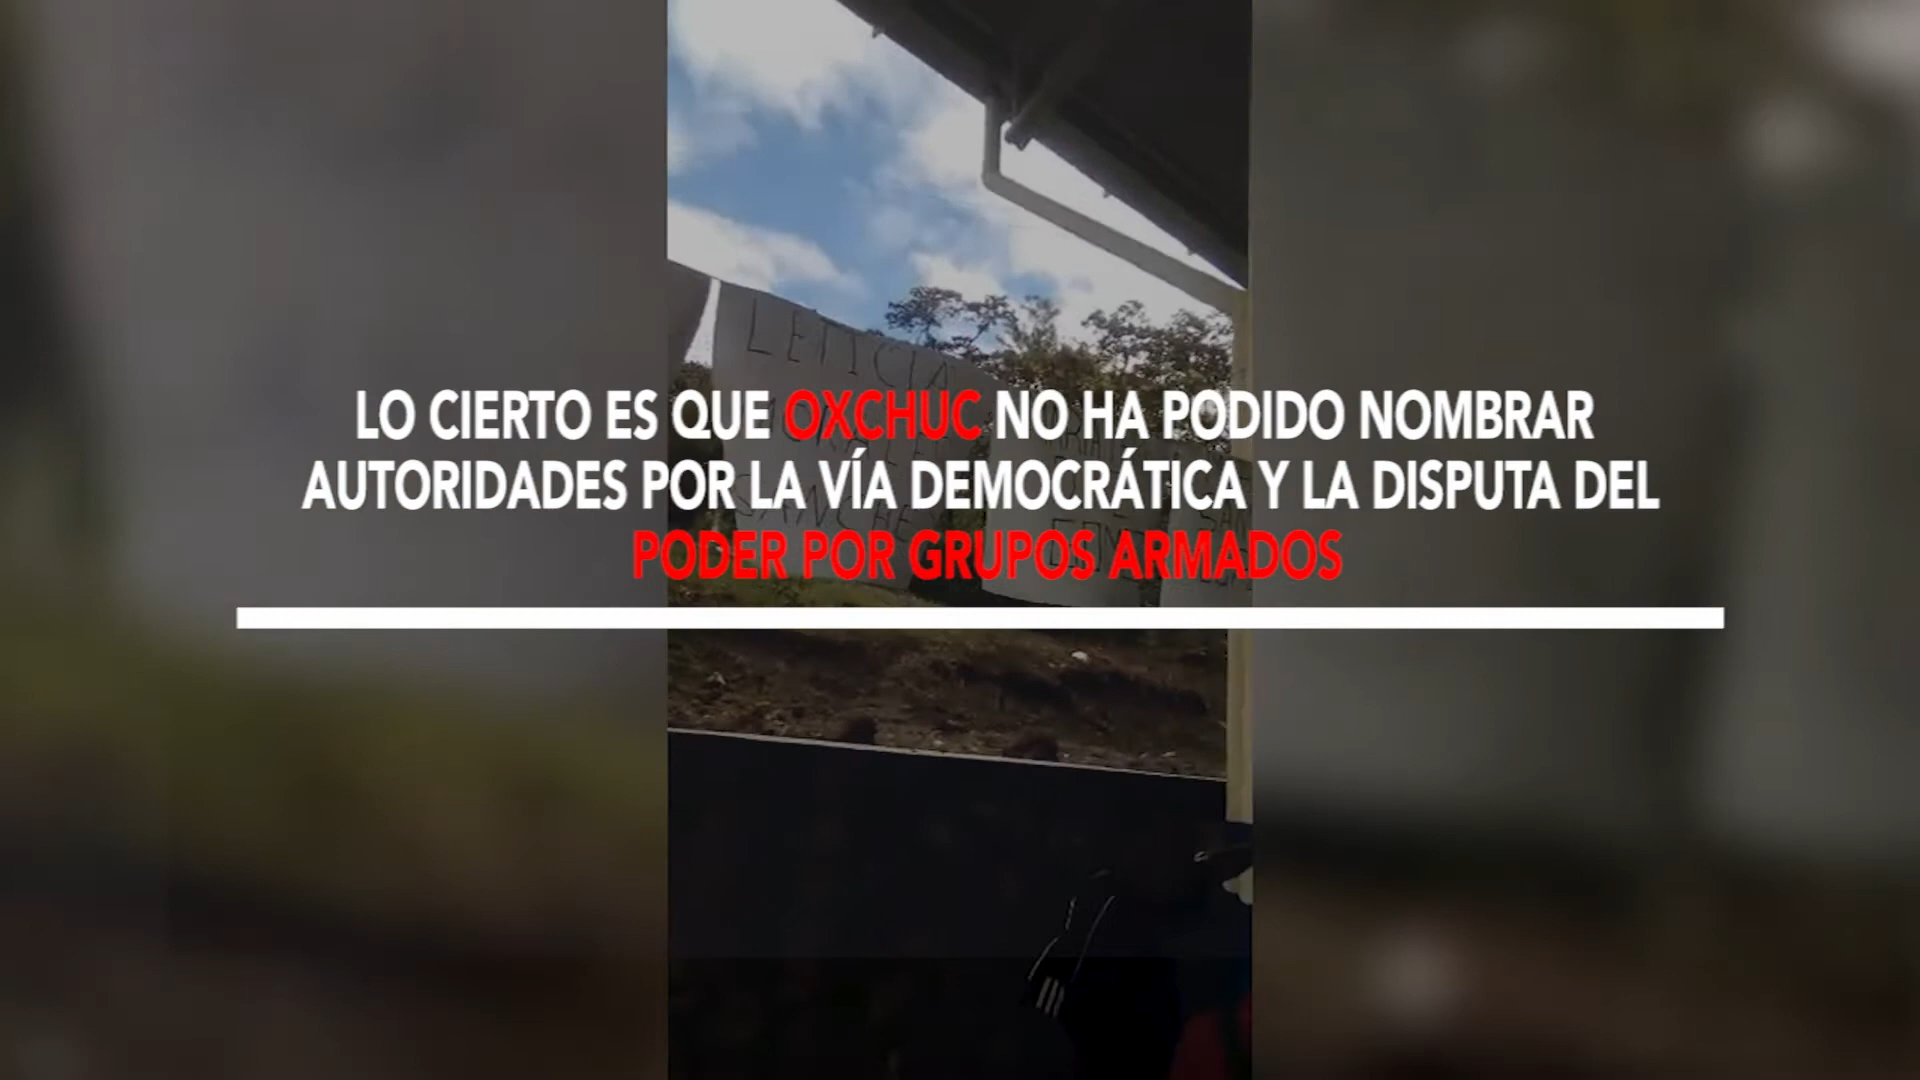 LO CIERTO ES QUE OXCHUC NO HA PODIDO NOMBRAR
AUTORIDADES POR LA VÍA DEMOCRÁTICA Y LA DISPUTA DEL
PODER POR GRUPOS ARMADOS
LETICIA